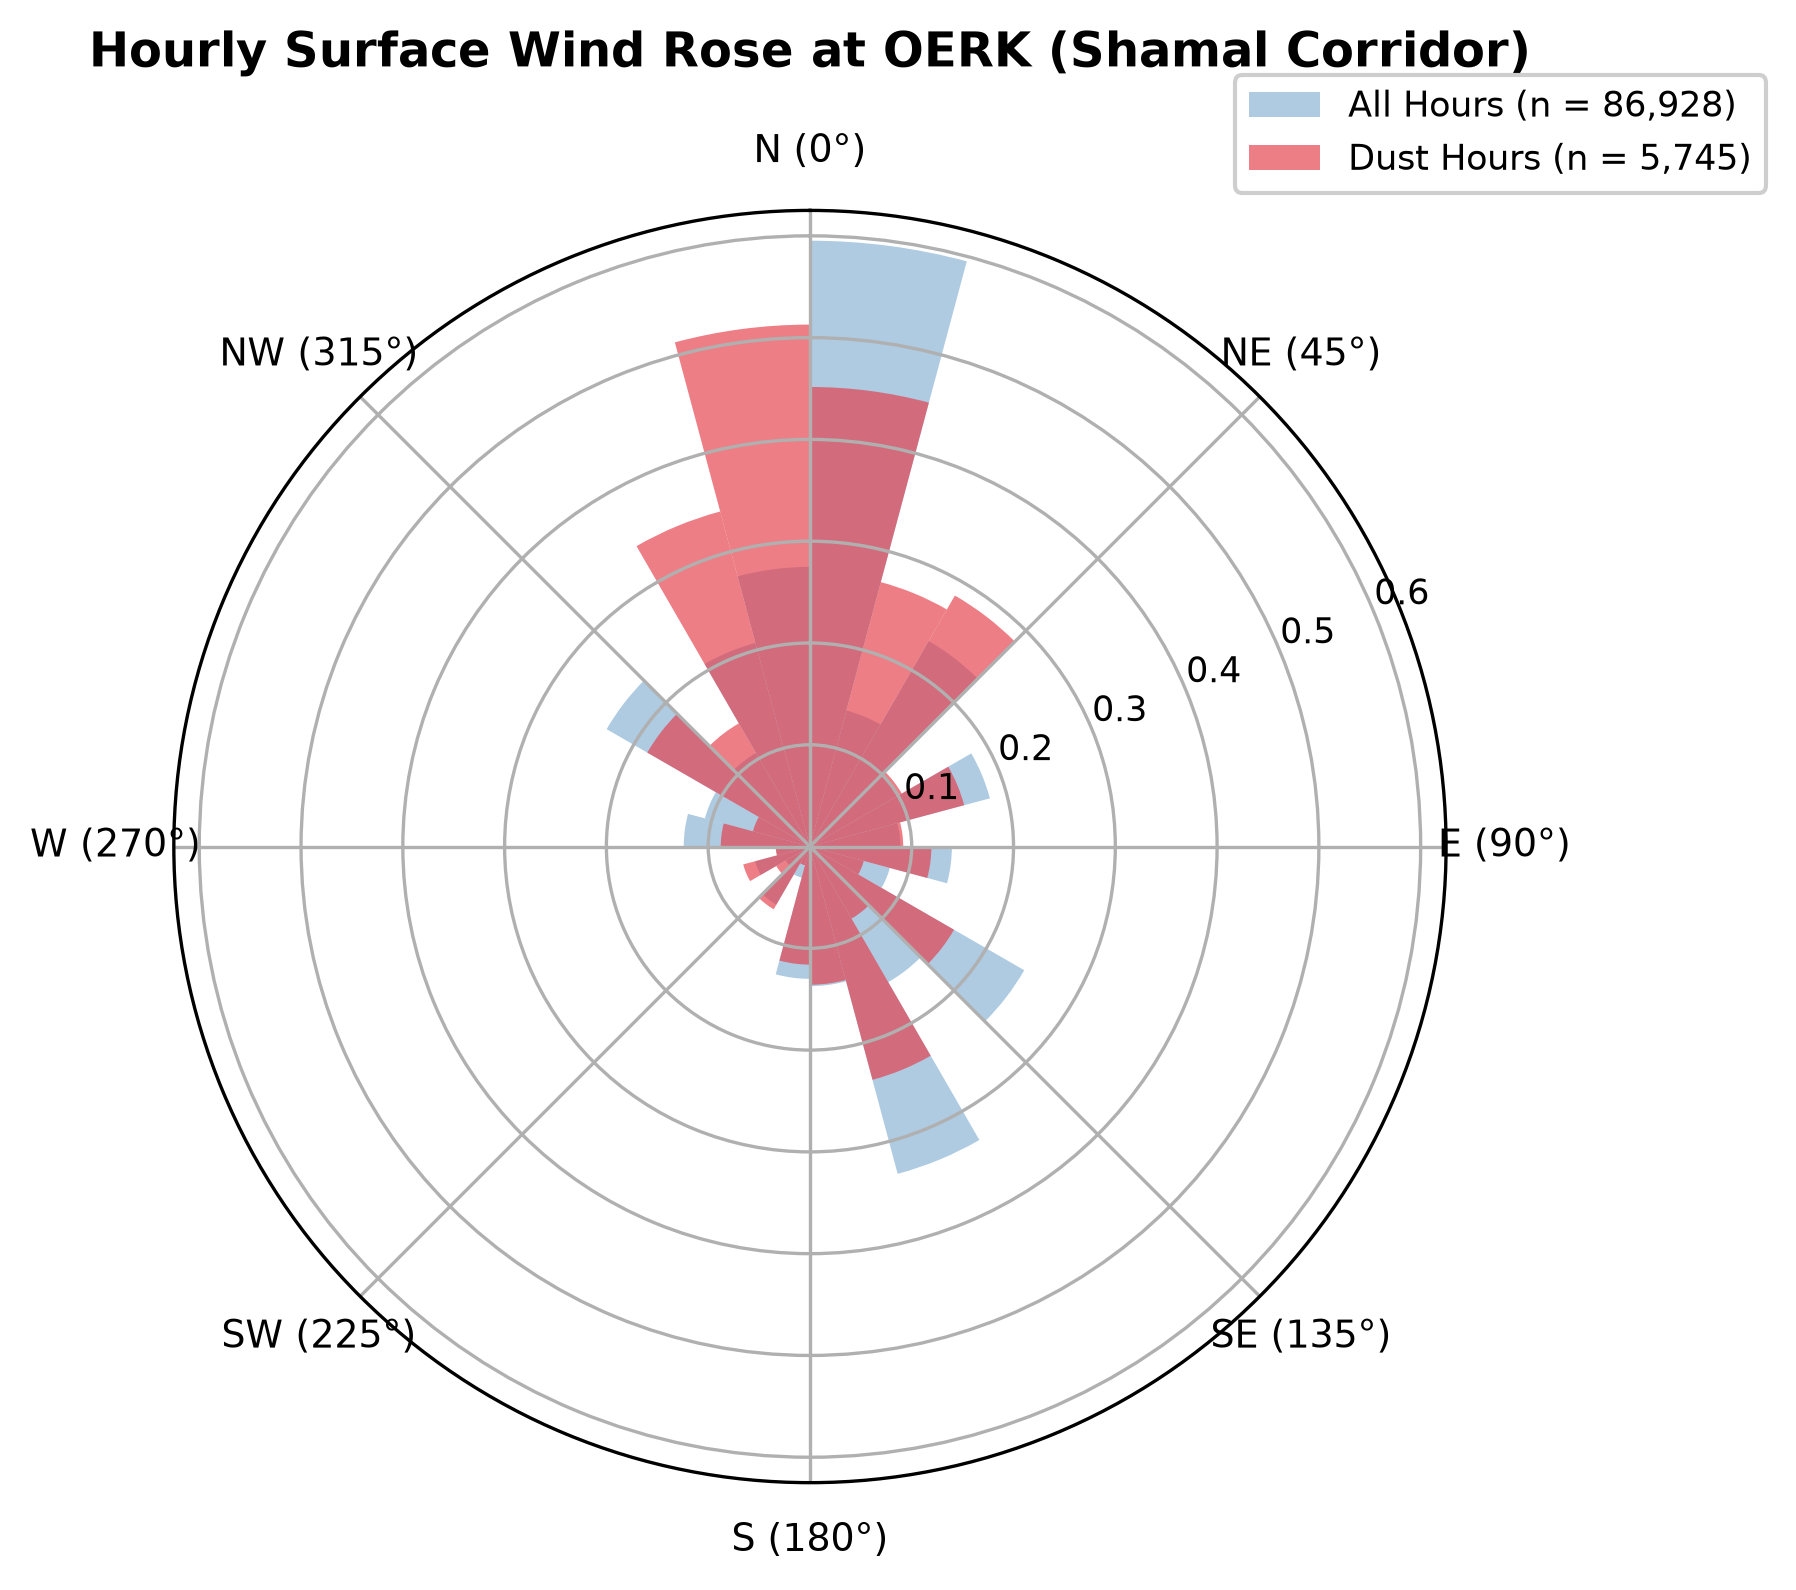 Hourly Surface Wind Rose at OERK (Shamal Corridor)
All Hours (n = 86,928)
Dust Hours (n = 5,745)
N (0°)
NW (315°)
NE (45°)
0.6
0.5
0.4
0.3
0.2
0.1
W (270°)
E (90°)
SW (225°)
SE (135°)
S (180°)